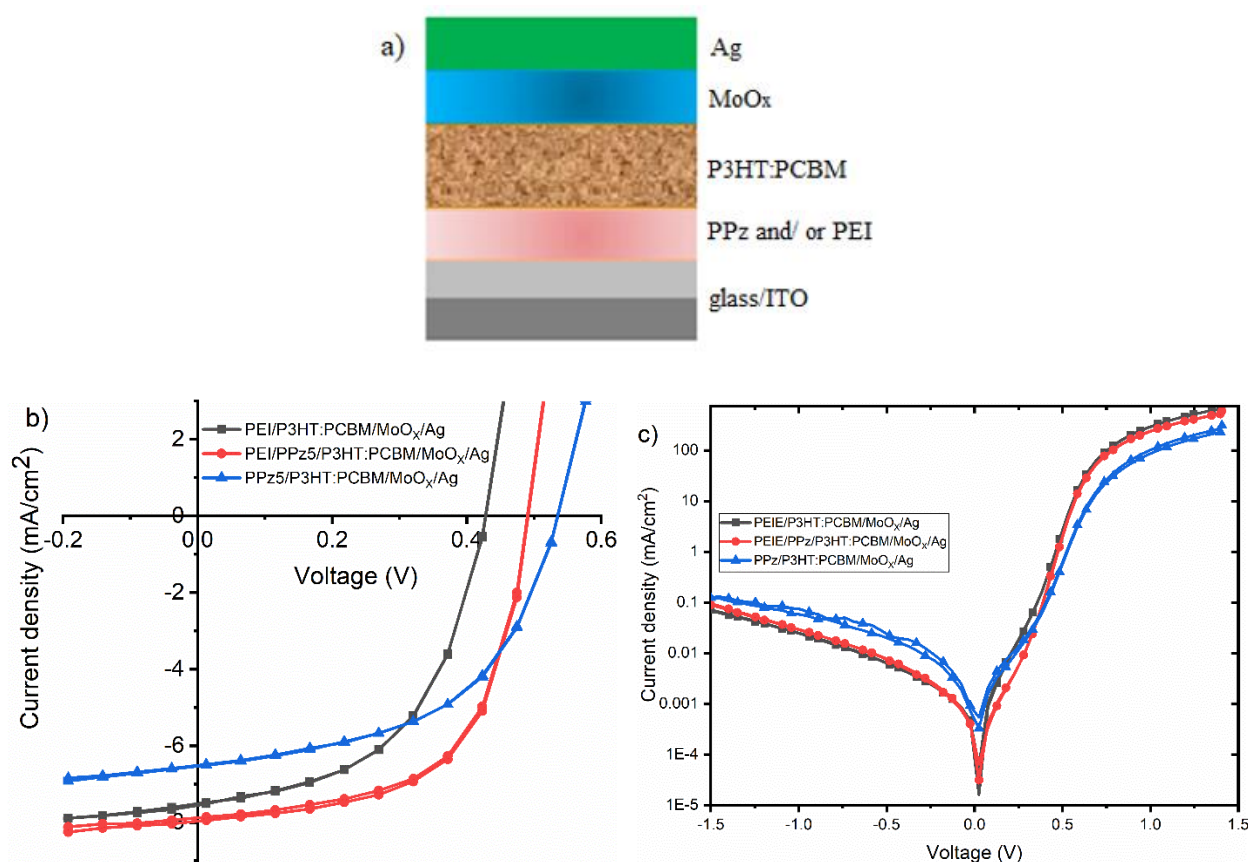 a)
Ag
MoOx
P3HT:PCBM
PPz and/ or PEI
glass/ITO
b)
PEI/P3HT:PCBM/MoOX/Ag
PEI/PPz5/P3HT:PCBM/MoOX/Ag
PPz5/P3HT:PCBM/MoOX/Ag
Current density (mA/cm2)
2
0
-2
-4
-6
-0.2
0.0
0.2
0.4
0.6
Voltage (V)
c)
PEIE/P3HT:PCBM/MoOX/Ag
PEIE/PPz/P3HT:PCBM/MoOX/Ag
PPz/P3HT:PCBM/MoOX/Ag
Current density (mA/cm2)
100
10
1
0.1
0.01
0.001
1E-4
1E-5
-1.5
-1.0
-0.5
0.0
0.5
1.0
1.5
Voltage (V)